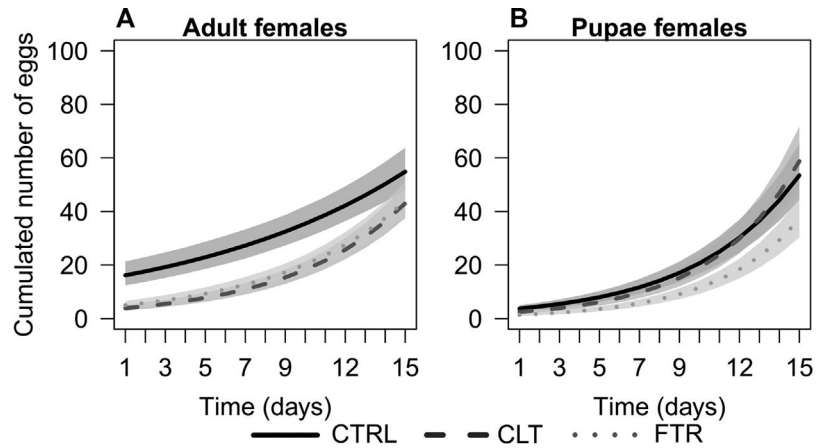 A Adult females
B Pupae females
Cumulated number of eggs
100
80
60
40
20
0
1 3 5 7 9 12 15
Time (days)
100
80
60
40
20
0
1 3 5 7 9 12 15
Time (days)
CTRL CLT FTR